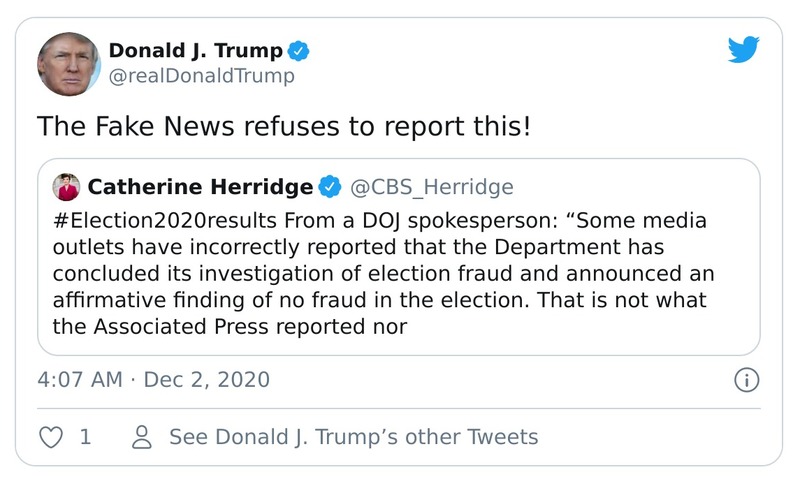 Donald J. Trump
@realDonaldTrump
The Fake News refuses to report this!
Catherine Herridge @CBS_Herridge
#Election2020results From a DOJ spokesperson: “Some media
outlets have incorrectly reported that the Department has
concluded its investigation of election fraud and announced an
affirmative finding of no fraud in the election. That is not what
the Associated Press reported nor
4:07 AM · Dec 2, 2020
1 See Donald J. Trump’s other Tweets